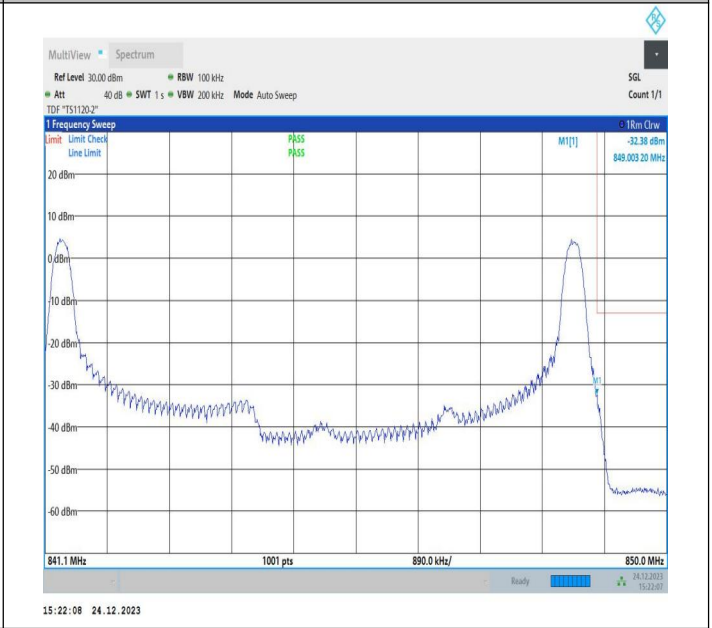 MultiView Spectrum
Ref Level 30.00 dBm RBW 100 kHz SGL
Att 40 dB SWT 1 s VBW 200 kHz Mode Auto Sweep Count 1/1
TDF "TS1120-2"
1 Frequency Sweep 1Rm Clrw
Limit Limit Check PASS M1[1] -32.38 dBm
Line Limit PASS 849.003 20 MHz
20 dBm
10 dBm
0 dBm
-10 dBm
-20 dBm
-30 dBm
M1
-40 dBm
-50 dBm
-60 dBm
841.1 MHz 1001 pts 890.0 kHz/ 850.0 MHz
Ready 24.12.2023
15:22:07
15:22:08 24.12.2023